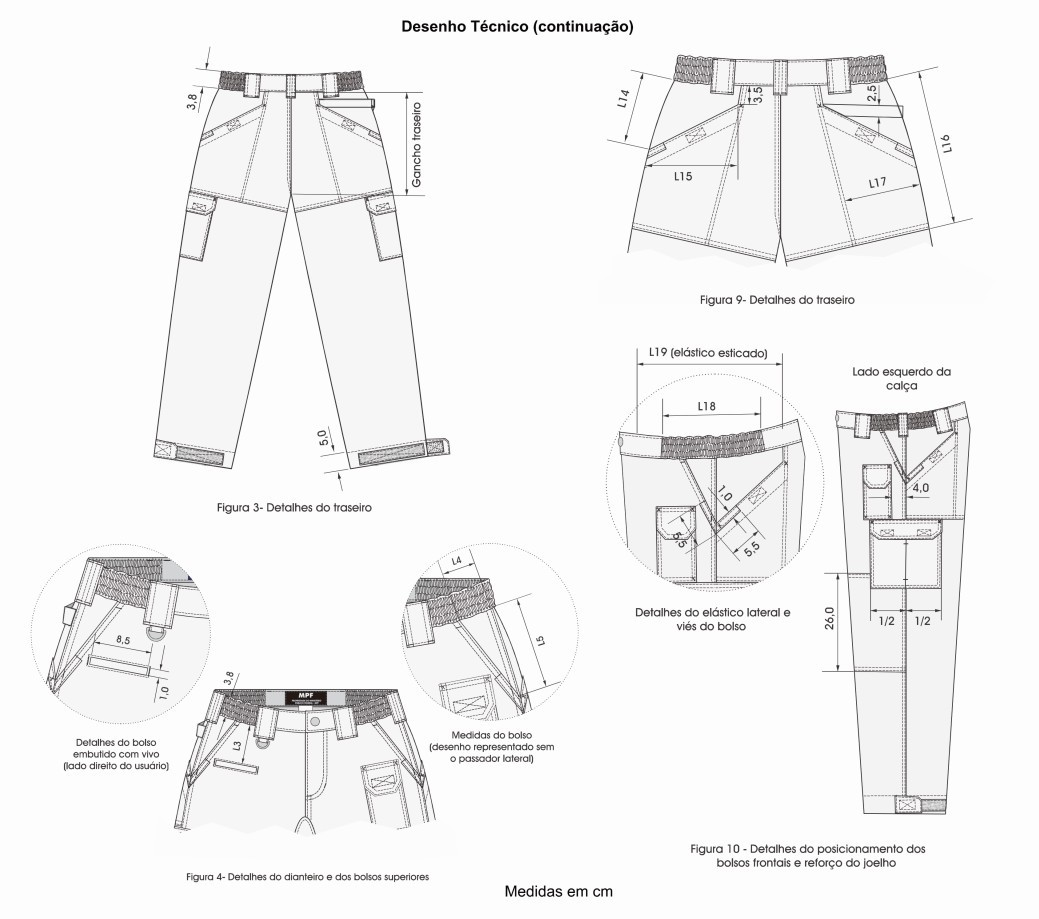 Desenho Técnico (continuação)
3,8
Gancho traseiro
5,0
Figura 3- Detalhes do traseiro
L14
3,5
2,5
L16
L15
L17
Figura 9- Detalhes do traseiro
L19 (elástico esticado)
L18
1,0
5,5
5,5
Detalhes do elástico lateral e
viés do bolso
Lado esquerdo da
calça
4,0
26,0
1/2
1/2
Figura 10 - Detalhes do posicionamento dos
bolsos frontais e reforço do joelho
8,5
1,0
Detalhes do bolso
embutido com vivo
(lado direito do usuário)
L4
L5
Medidas do bolso
(desenho representado sem
o passador lateral)
3,8
MPF
L3
Figura 4- Detalhes do dianteiro e dos bolsos superiores
Medidas em cm